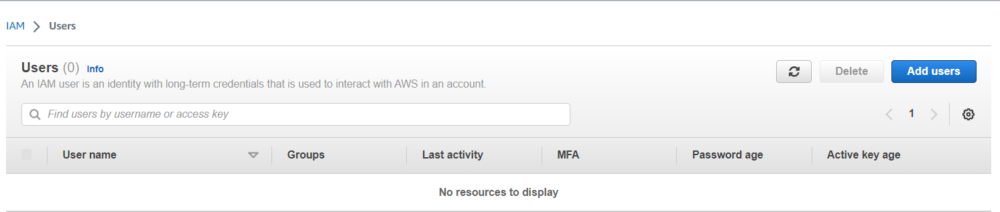 IAM > Users
Users (0) Info
Delete
Add users
An IAM user is an identity with long-term credentials that is used to interact with AWS in an account.
Find users by username or access key
1
User name Groups Last activity MFA Password age Active key age
No resources to display